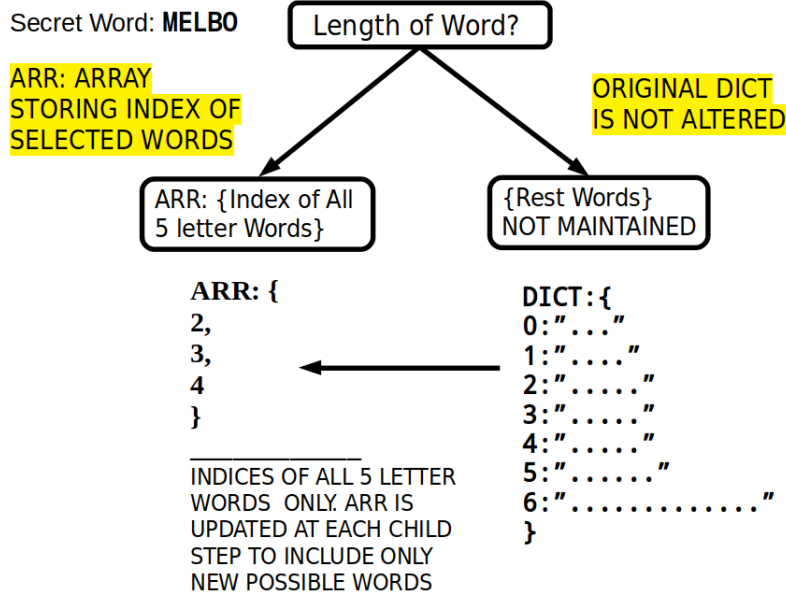 Secret Word: MELBO
Length of Word?
ARR: ARRAY
STORING INDEX OF
SELECTED WORDS
ORIGINAL DICT
IS NOT ALTERED
ARR: {Index of All
5 letter Words}
{Rest Words}
NOT MAINTAINED
ARR: {
2,
3,
4
}
_____________
INDICES OF ALL 5 LETTER
WORDS  ONLY. ARR IS
UPDATED AT EACH CHILD
STEP TO INCLUDE ONLY
NEW POSSIBLE WORDS
DICT:{
0:"..."
1:"...."
2:"....."
3:"....."
4:"....."
5:"......"
6:"............."
}